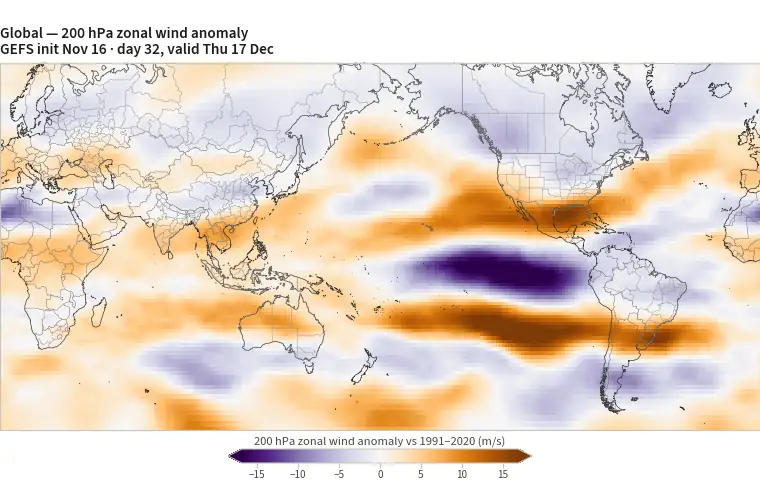 Global — 200 hPa zonal wind anomaly
GEFS init Nov 16 · day 32, valid Thu 17 Dec
200 hPa zonal wind anomaly vs 1991–2020 (m/s)
−15 −10 −5 0 5 10 15